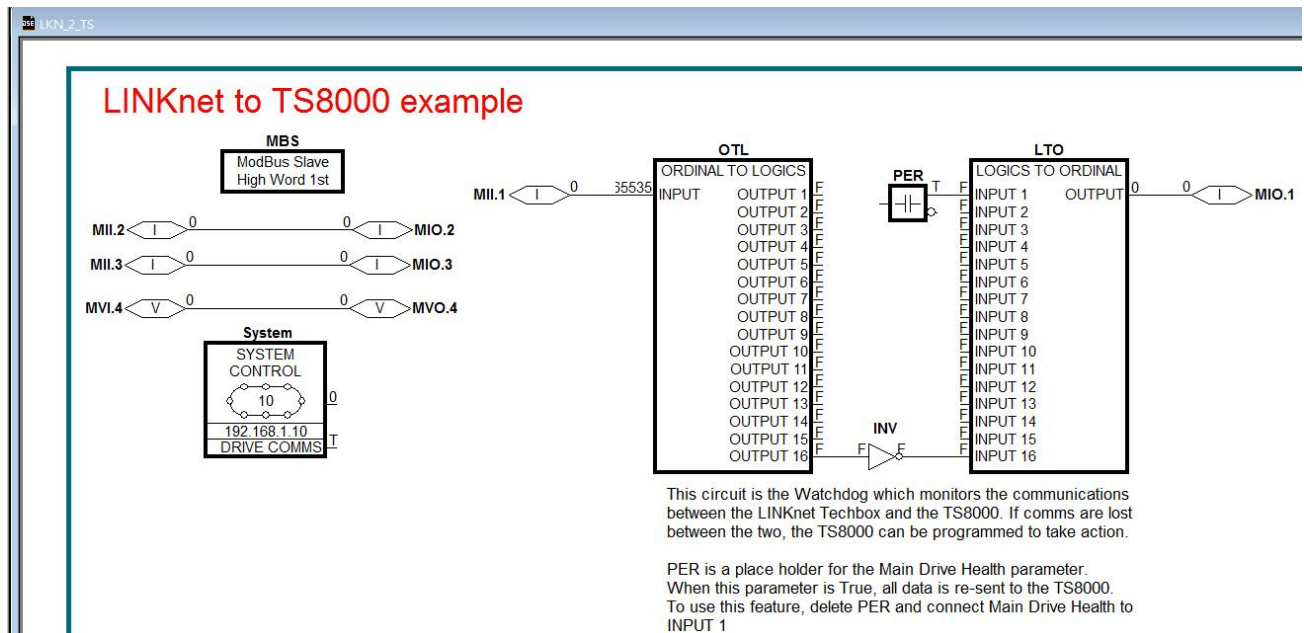 LKN_2_TS
LINKnet to TS8000 example
MBS
ModBus Slave
High Word 1st
MII.2 I 0 0 I MIO.2
MII.3 I 0 0 I MIO.3
MVI.4 V 0 0 V MVO.4
System
SYSTEM
CONTROL
10
0
192.168.1.10
DRIVE COMMS T
OTL
ORDINAL TO LOGICS
MII.1 I 0 65535 INPUT
OUTPUT 1 F
OUTPUT 2 F
OUTPUT 3 F
OUTPUT 4 F
OUTPUT 5 F
OUTPUT 6 F
OUTPUT 7 F
OUTPUT 8 F
OUTPUT 9 F
OUTPUT 10 F
OUTPUT 11 F
OUTPUT 12 F
OUTPUT 13 F
OUTPUT 14 F
OUTPUT 15 F
OUTPUT 16 F
INV
F F
PER
T
LTO
LOGICS TO ORDINAL
F INPUT 1 OUTPUT 0 0 I MIO.1
F INPUT 2
F INPUT 3
F INPUT 4
F INPUT 5
F INPUT 6
F INPUT 7
F INPUT 8
F INPUT 9
F INPUT 10
F INPUT 11
F INPUT 12
F INPUT 13
F INPUT 14
F INPUT 15
F INPUT 16
This circuit is the Watchdog which monitors the communications
between the LINKnet Techbox and the TS8000. If comms are lost
between the two, the TS8000 can be programmed to take action.
PER is a place holder for the Main Drive Health parameter.
When this parameter is True, all data is re-sent to the TS8000.
To use this feature, delete PER and connect Main Drive Health to
INPUT 1